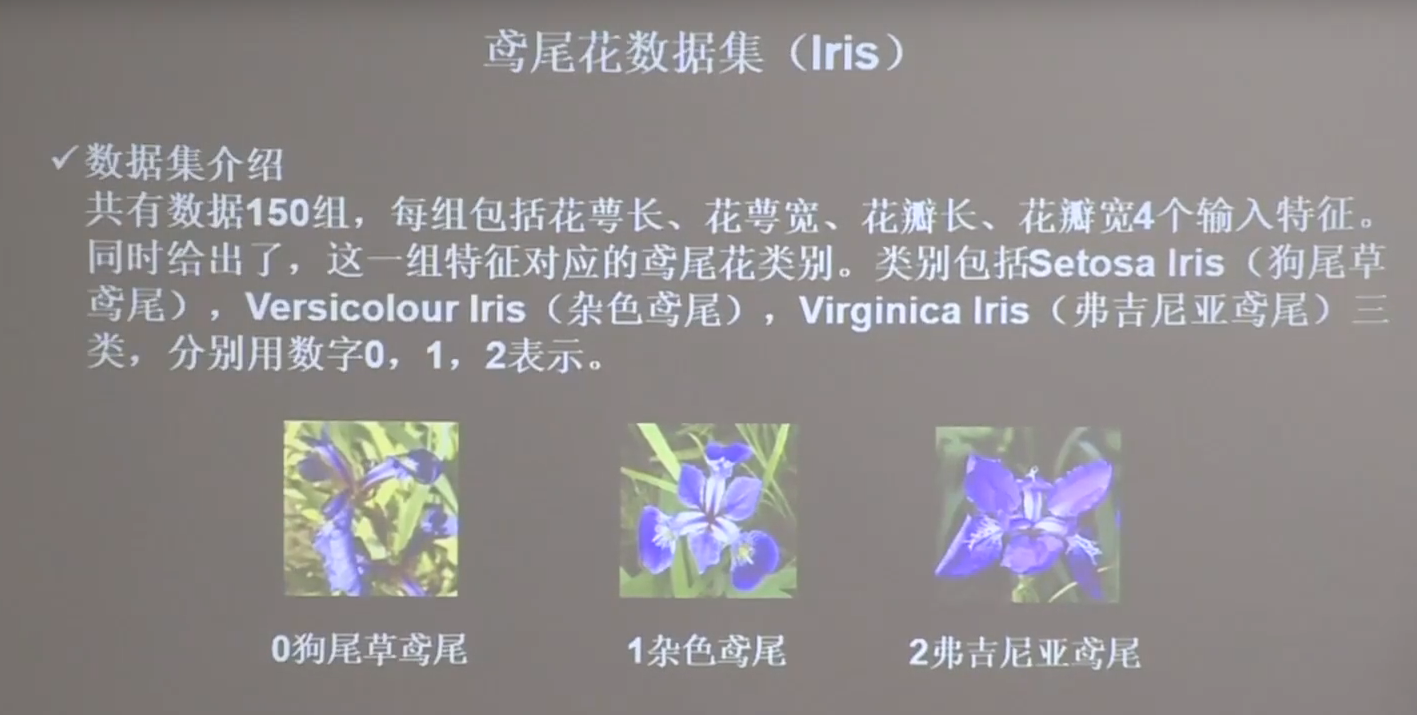 鸢尾花数据集（Iris）
✓数据集介绍
共有数据150组，每组包括花萼长、花萼宽、花瓣长、花瓣宽4个输入特征。
同时给出了，这一组特征对应的鸢尾花类别。类别包括Setosa Iris（狗尾草
鸢尾），Versicolour Iris（杂色鸢尾），Virginica Iris（弗吉尼亚鸢尾）三
类，分别用数字0，1，2表示。
0狗尾草鸢尾
1杂色鸢尾
2弗吉尼亚鸢尾